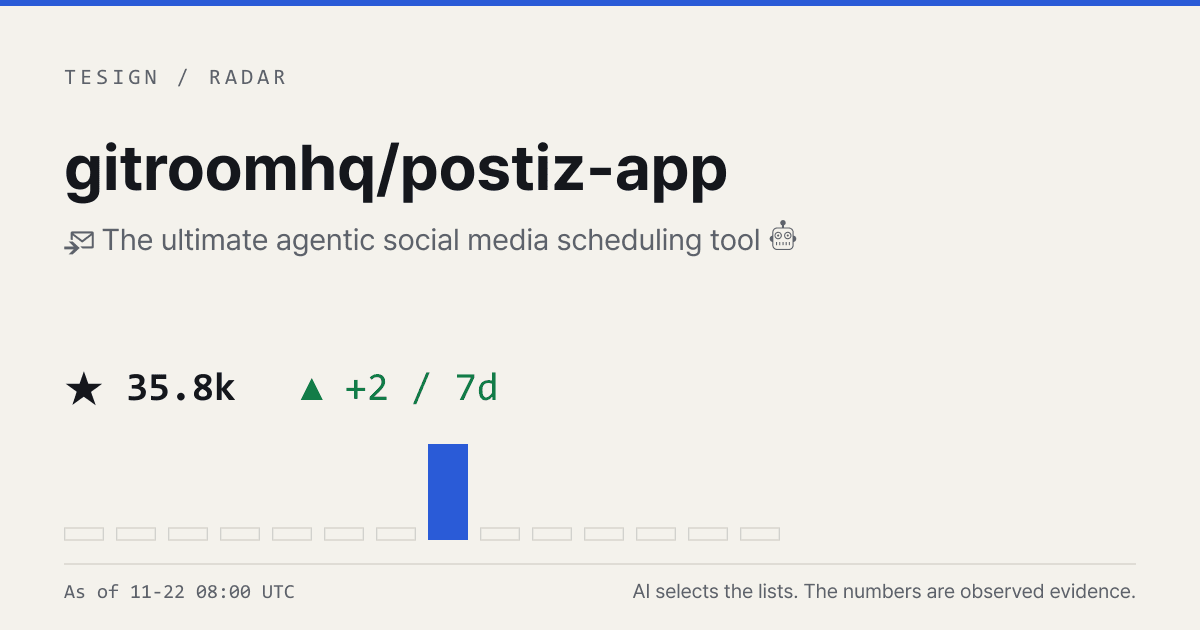 TESIGN / RADAR
gitroomhq/postiz-app
📨 The ultimate agentic social media scheduling tool 🤖
★ 35.8k ▲ +2 / 7d
As of 11-22 08:00 UTC
AI selects the lists. The numbers are observed evidence.